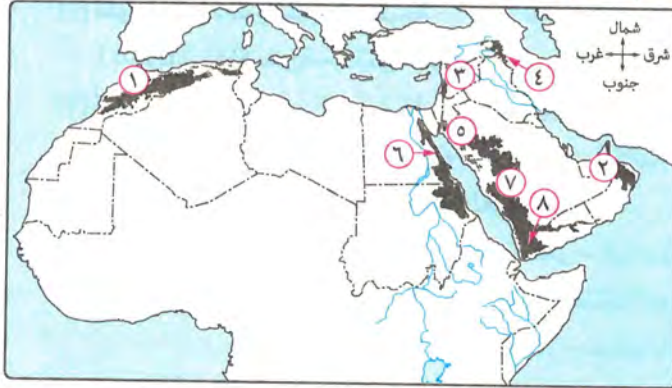 شمال
شرق
غرب
جنوب
١
٢
٣
٤
٥
٦
٧
٨